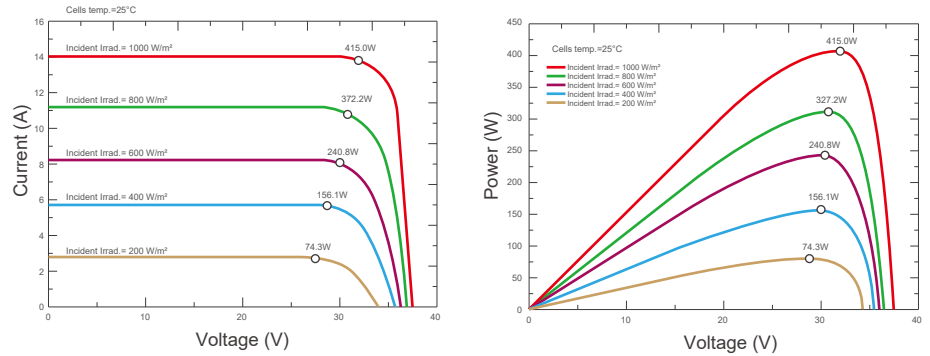 Cells temp.=25°C
Incident Irrad.= 1000 W/m²
415.0W
Incident Irrad.= 800 W/m²
372.2W
Incident Irrad.= 600 W/m²
240.8W
Incident Irrad.= 400 W/m²
156.1W
Incident Irrad.= 200 W/m²
74.3W
Current (A)
16
14
12
10
8
6
4
2
0
0 10 20 30 40
Voltage (V)
Cells temp.=25°C
Incident Irrad.= 1000 W/m²
Incident Irrad.= 800 W/m²
Incident Irrad.= 600 W/m²
Incident Irrad.= 400 W/m²
Incident Irrad.= 200 W/m²
415.0W
327.2W
240.8W
156.1W
74.3W
Power (W)
450
400
350
300
250
200
150
100
50
0
0 10 20 30 40
Voltage (V)